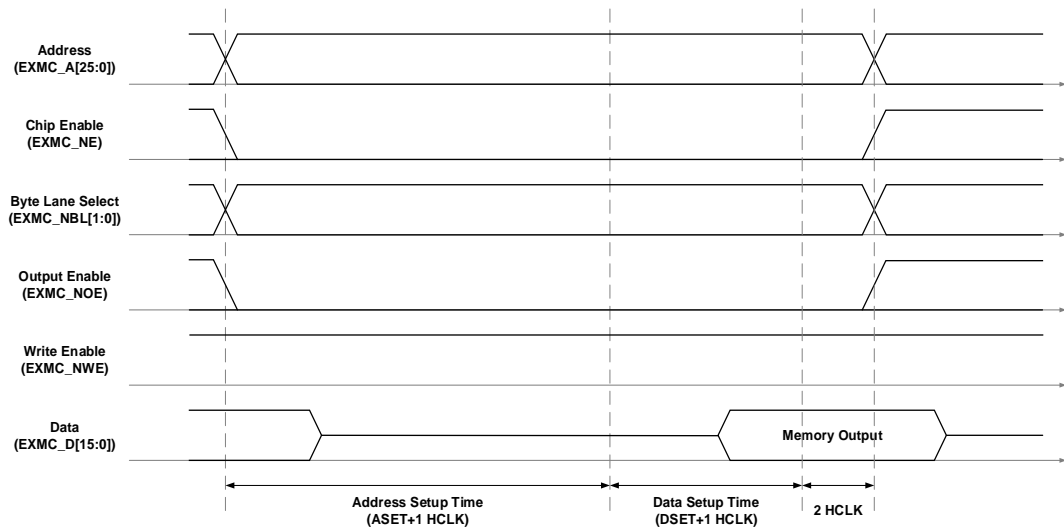 Address
(EXMC_A[25:0])
Chip Enable
(EXMC_NE)
Byte Lane Select
(EXMC_NBL[1:0])
Output Enable
(EXMC_NOE)
Write Enable
(EXMC_NWE)
Data
(EXMC_D[15:0])
Memory Output
Address Setup Time
(ASET+1 HCLK)
Data Setup Time
(DSET+1 HCLK)
2 HCLK